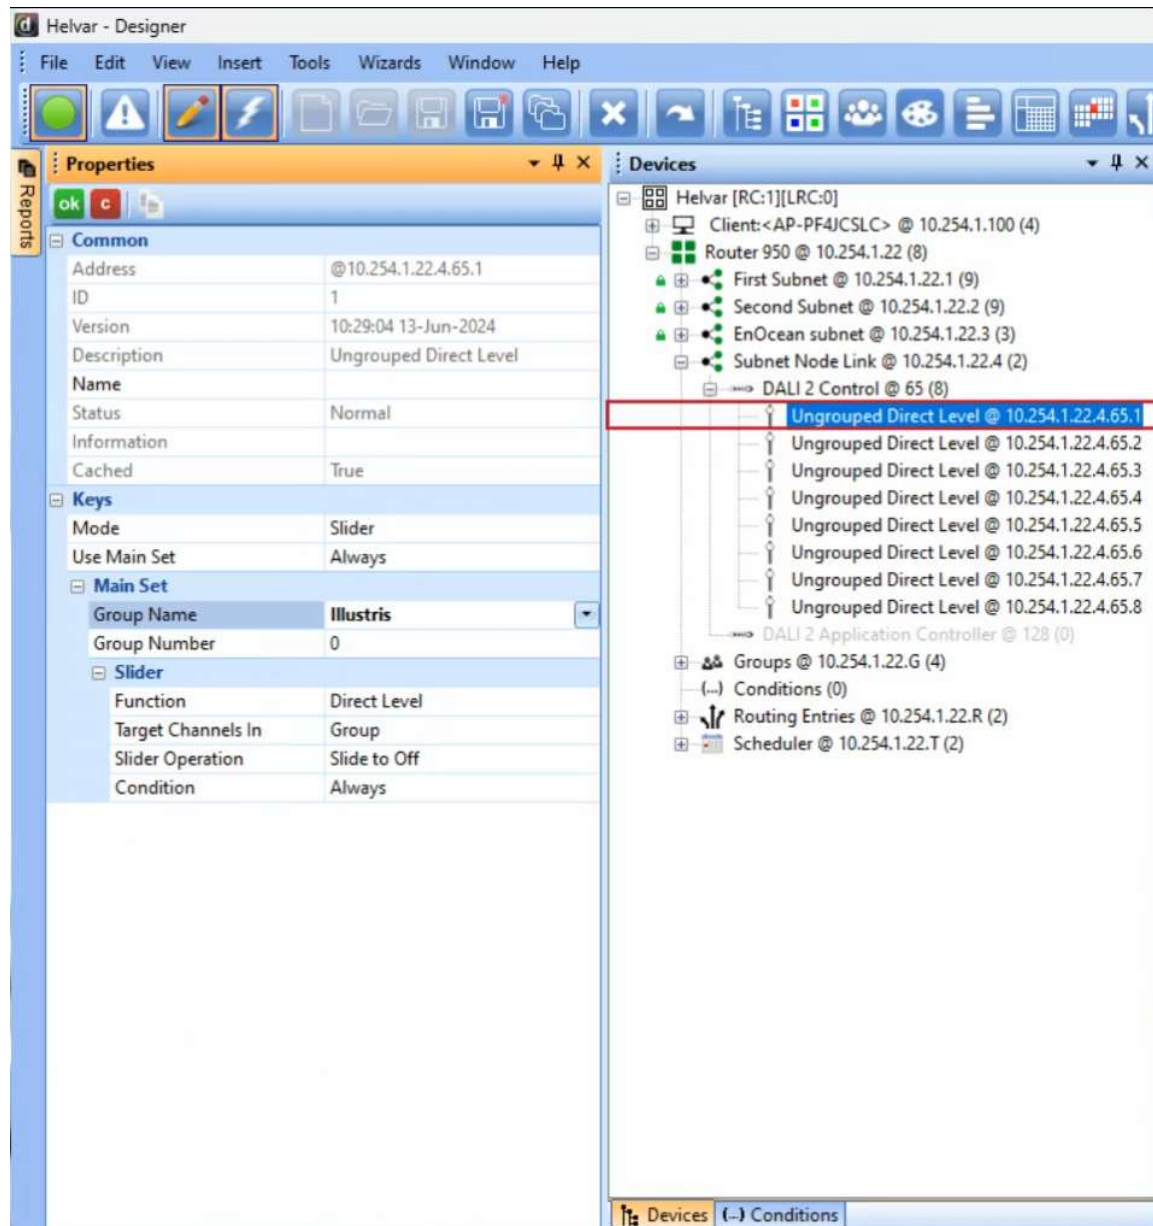 Helvar - Designer
File Edit View Insert Tools Wizards Window Help
Reports
Properties
ok c
Common
Address @10.254.1.22.4.65.1
ID 1
Version 10:29:04 13-Jun-2024
Description Ungrouped Direct Level
Name
Status Normal
Information
Cached True
Keys
Mode Slider
Use Main Set Always
Main Set
Group Name Illustris
Group Number 0
Slider
Function Direct Level
Target Channels In Group
Slider Operation Slide to Off
Condition Always
Devices
Helvar [RC:1][LRC:0]
Client:<AP-PF4JCSLC> @ 10.254.1.100 (4)
Router 950 @ 10.254.1.22 (8)
First Subnet @ 10.254.1.22.1 (9)
Second Subnet @ 10.254.1.22.2 (9)
EnOcean subnet @ 10.254.1.22.3 (3)
Subnet Node Link @ 10.254.1.22.4 (2)
DALI 2 Control @ 65 (8)
Ungrouped Direct Level @ 10.254.1.22.4.65.1
Ungrouped Direct Level @ 10.254.1.22.4.65.2
Ungrouped Direct Level @ 10.254.1.22.4.65.3
Ungrouped Direct Level @ 10.254.1.22.4.65.4
Ungrouped Direct Level @ 10.254.1.22.4.65.5
Ungrouped Direct Level @ 10.254.1.22.4.65.6
Ungrouped Direct Level @ 10.254.1.22.4.65.7
Ungrouped Direct Level @ 10.254.1.22.4.65.8
DALI 2 Application Controller @ 128 (0)
Groups @ 10.254.1.22.G (4)
(...) Conditions (0)
Routing Entries @ 10.254.1.22.R (2)
Scheduler @ 10.254.1.22.T (2)
Devices (...) Conditions